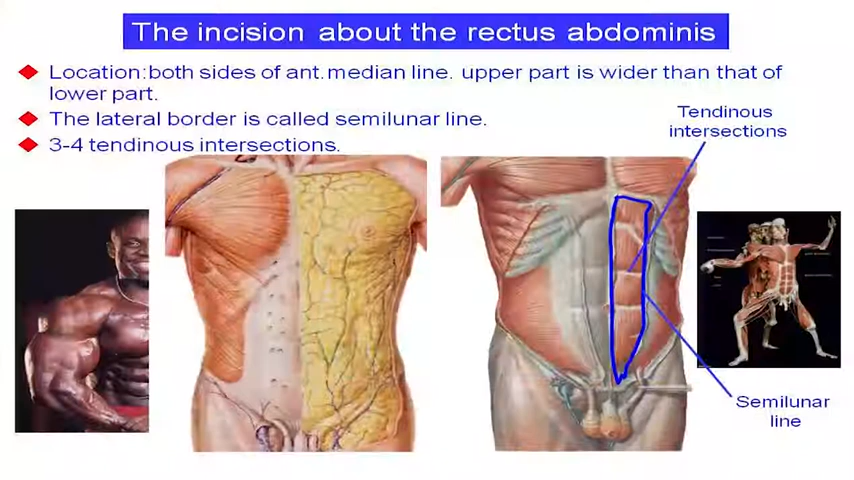 The incision about the rectus abdominis
Location:both sides of ant.median line. upper part is wider than that of
lower part.
The lateral border is called semilunar line.
3-4 tendinous intersections.
Tendinous
intersections
Semilunar
line